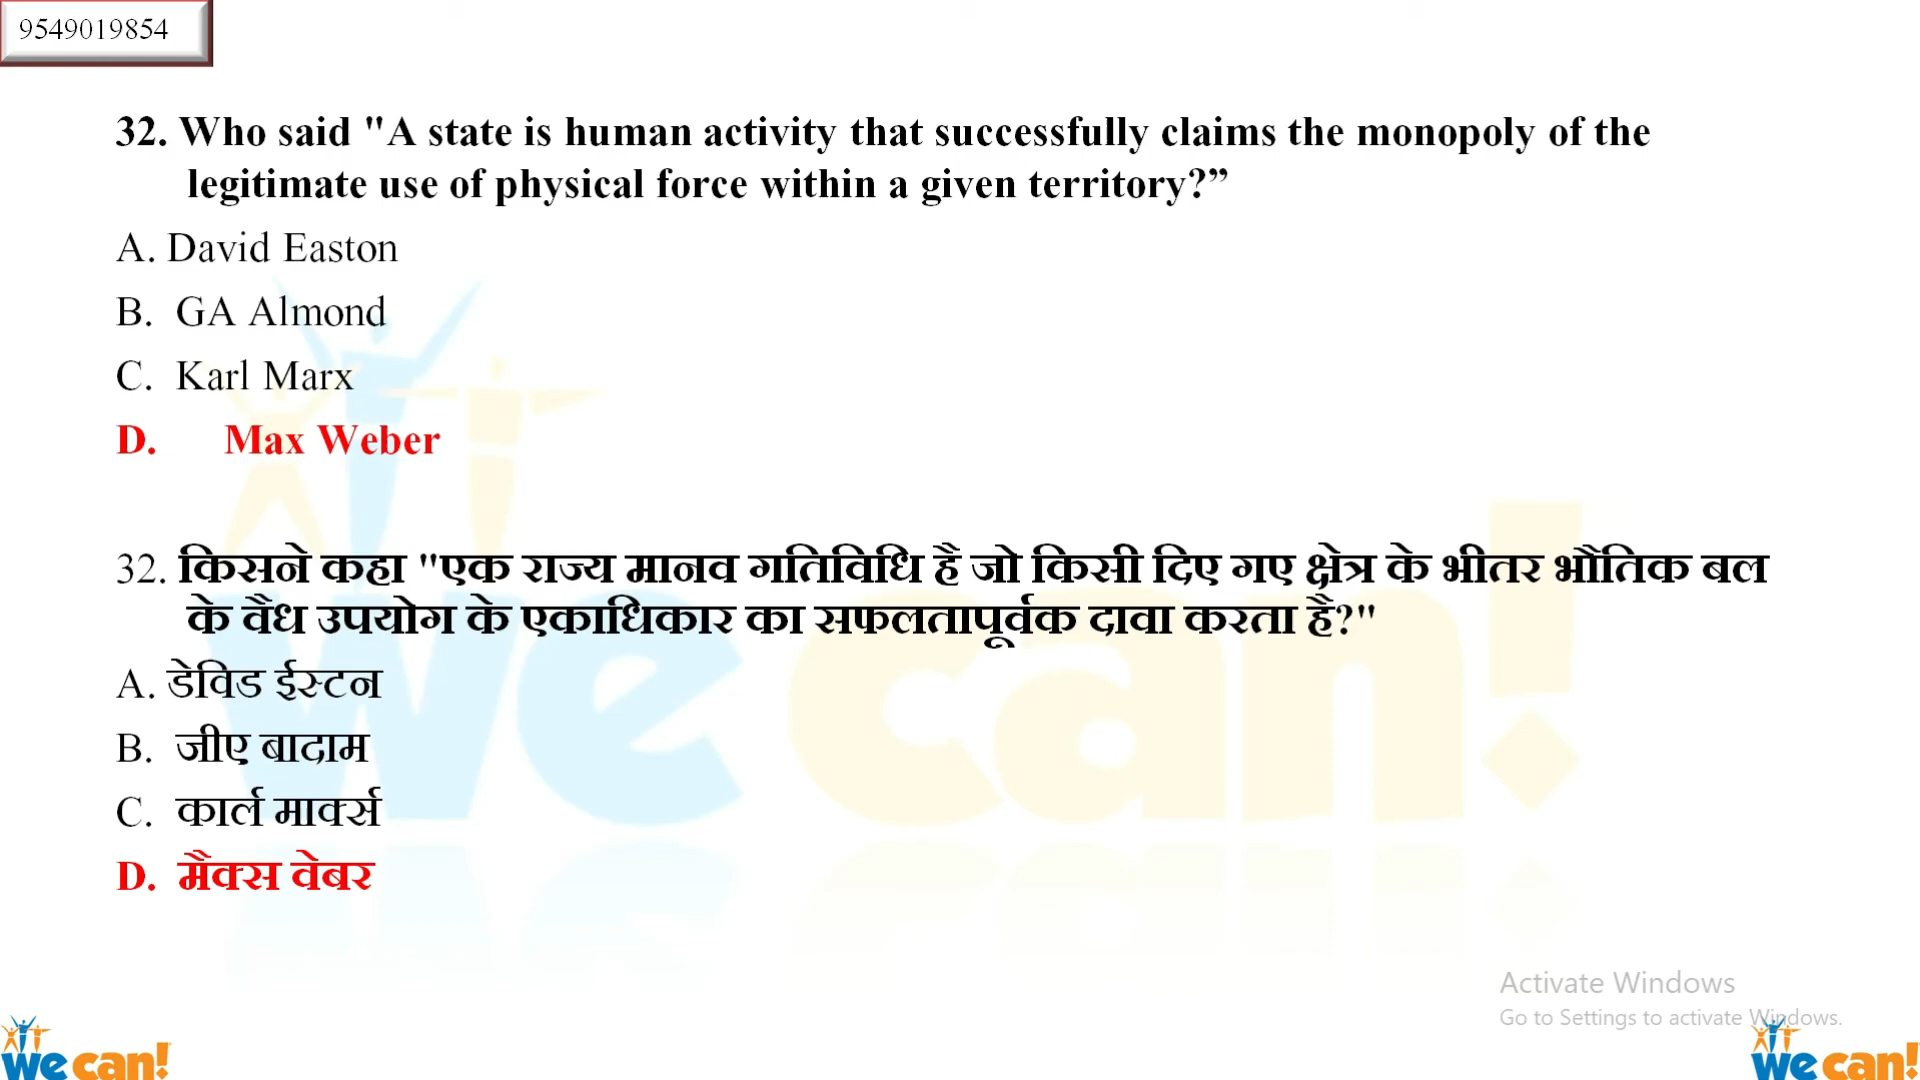 9549019854
32. Who said "A state is human activity that successfully claims the monopoly of the
legitimate use of physical force within a given territory?”
A. David Easton
B. GA Almond
C. Karl Marx
D. Max Weber
32. किसने कहा "एक राज्य मानव गतिविधि है जो किसी दिए गए क्षेत्र के भीतर भौतिक बल
के वैध उपयोग के एकाधिकार का सफलतापूर्वक दावा करता है?"
A. डेविड ईस्टन
B. जीए बादाम
C. कार्ल मार्क्स
D. मैक्स वेबर
we can!
Activate Windows
Go to Settings to activate Windows.
we can!
we can!